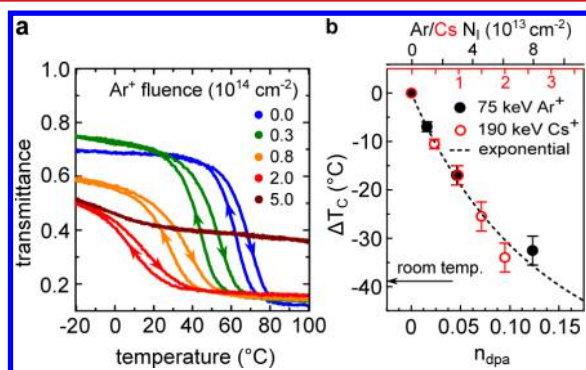 a
Ar⁺ fluence (10¹⁴ cm⁻²)
0.0
0.3
0.8
2.0
5.0
0.8
0.6
0.4
0.2
transmittance
-20 0 20 40 60 80 100
temperature (°C)
b
Ar/Cs N_I (10¹³ cm⁻²)
0 4 8
1 2 3
75 keV Ar⁺
190 keV Cs⁺
exponential
0
-10
-20
-30
-40
ΔT_C (°C)
room temp.
0 0.05 0.10 0.15
n_dpa